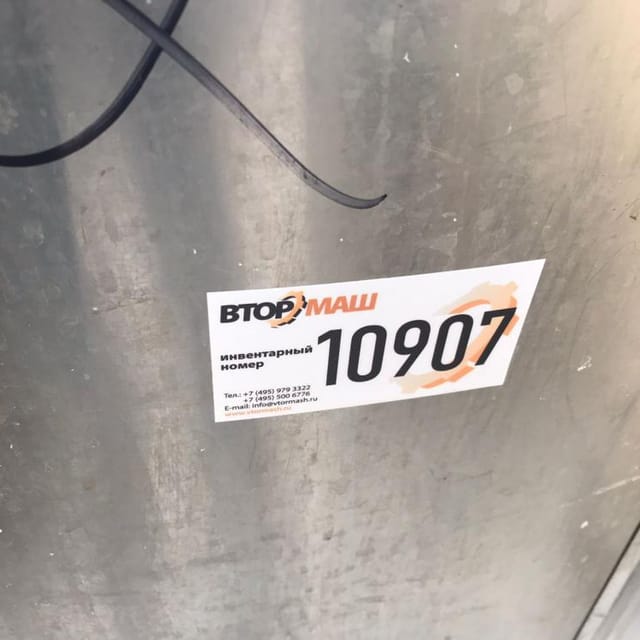 ВТОРМАШ
инвентарный
номер
10907
Тел.: +7 (495) 979 3322
+7 (495) 500 6776
E-mail: info@vtormash.ru
www.vtormash.ru